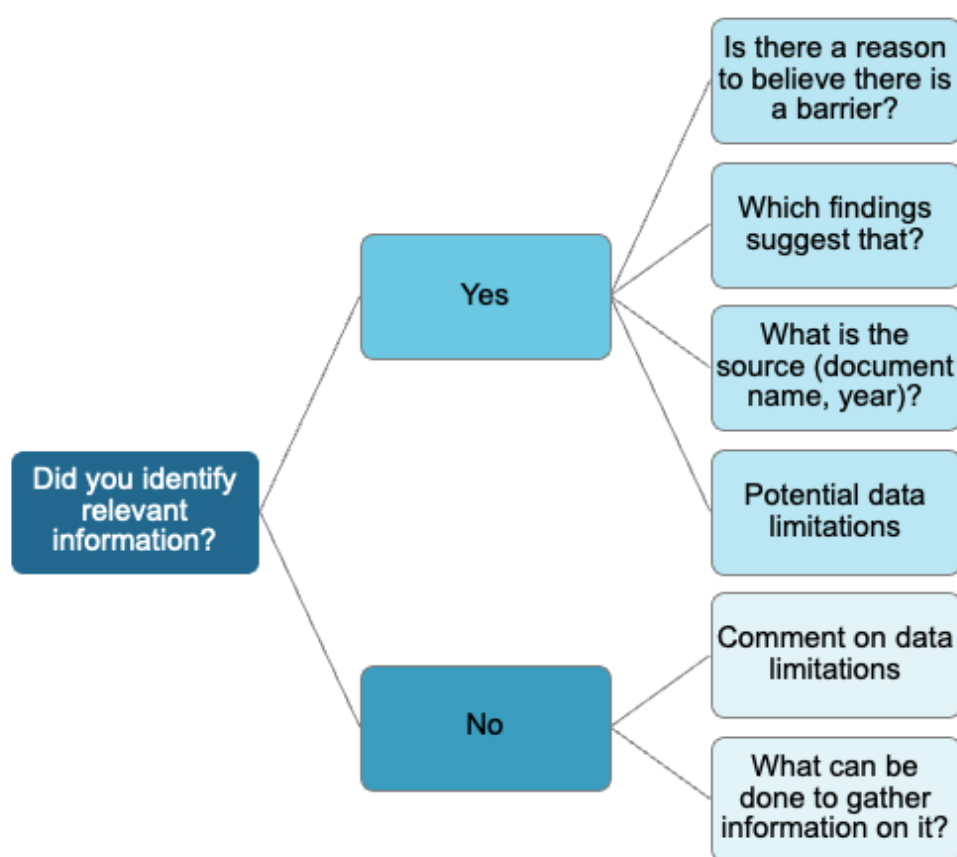 Is there a reason
to believe there is
a barrier?
Which findings
suggest that?
Yes
What is the
source (document
name, year)?
Did you identify
relevant
information?
Potential data
limitations
Comment on data
limitations
No
What can be
done to gather
information on it?